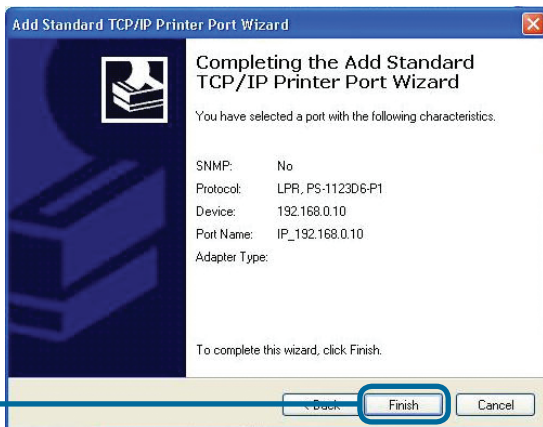 Add Standard TCP/IP Printer Port Wizard
Completing the Add Standard
TCP/IP Printer Port Wizard
You have selected a port with the following characteristics.
SNMP: No
Protocol: LPR, PS-1123D6-P1
Device: 192.168.0.10
Port Name: IP_192.168.0.10
Adapter Type:
To complete this wizard, click Finish.
< Back Finish Cancel